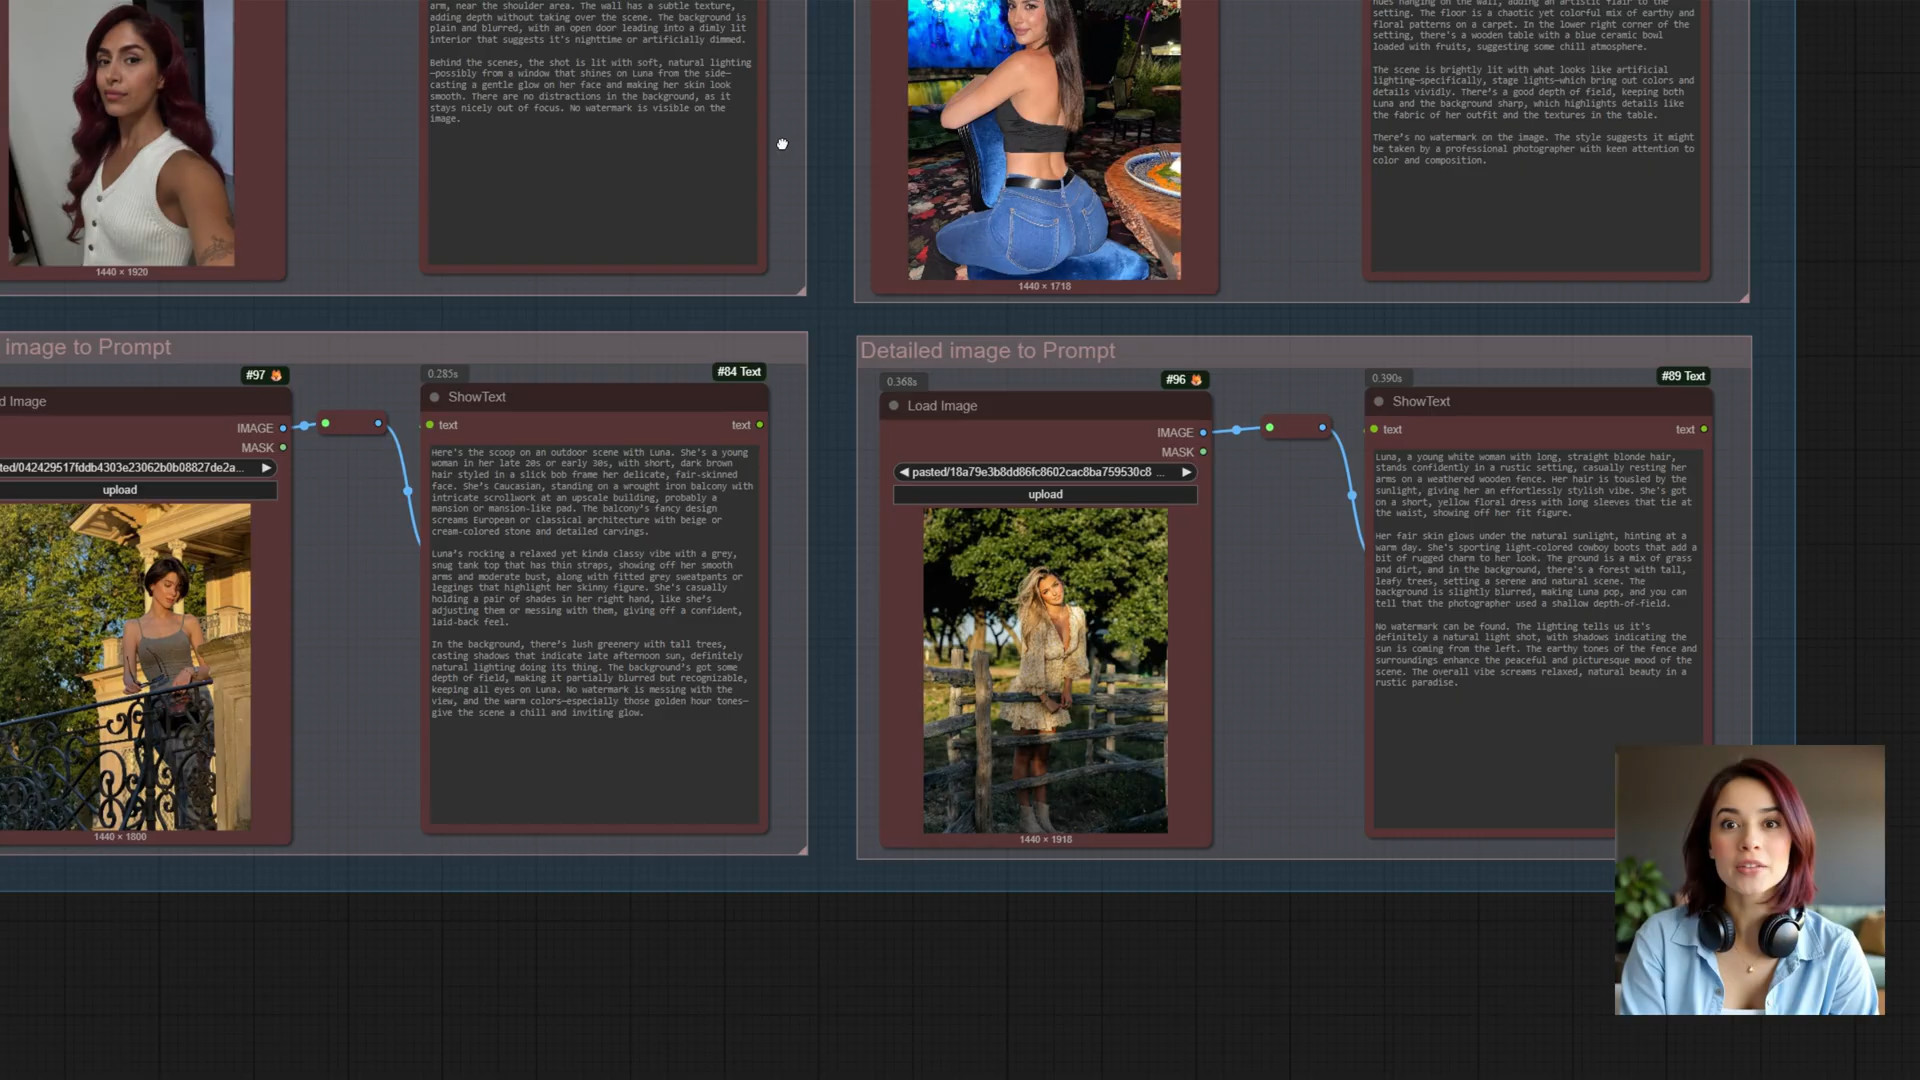 arm, near the shoulder area. The wall has a subtle texture,
adding depth without taking over the scene. The background is
plain and blurred, with an open door leading into a dimly lit
interior that suggests it's nighttime or artificially dimmed.
Behind the scenes, the shot is lit with soft, natural lighting
—possibly from a window that shines on Luna from the side—
casting a gentle glow on her face and making her skin look
smooth. There are no distractions in the background, as it
stays nicely out of focus. No watermark is visible on the
image.
1440 × 1920
hues hanging on the wall, adding an artistic flair to the
setting. The floor is a chaotic yet colorful mix of earthy and
floral patterns on a carpet. In the lower right corner of the
setting, there's a wooden table with a blue ceramic bowl
loaded with fruits, suggesting some chill atmosphere.
The scene is brightly lit with what looks like artificial
lighting—specifically, stage lights—which bring out colors and
details vividly. There's a good depth of field, keeping both
Luna and the background sharp, which highlights details like
the fabric of her outfit and the textures in the table.
There's no watermark on the image. The style suggests it might
be taken by a professional photographer with keen attention to
color and composition.
1440 × 1718
image to Prompt
#97
d Image
IMAGE
MASK
ted/042429517fddb4303e23062b0b08827de2a...
upload
1440 × 1800
0.285s
#84 Text
ShowText
text
text
Here's the scoop on an outdoor scene with Luna. She's a young
woman in her late 20s or early 30s, with short, dark brown
hair styled in a slick bob frame her delicate, fair-skinned
face. She's Caucasian, standing on a wrought iron balcony with
intricate scrollwork at an upscale building, probably a
mansion or mansion-like pad. The balcony's fancy design
screams European or classical architecture with beige or
cream-colored stone and detailed carvings.
Luna's rocking a relaxed yet kinda classy vibe with a grey,
snug tank top that has thin straps, showing off her smooth
arms and moderate bust, along with fitted grey sweatpants or
leggings that highlight her skinny figure. She's casually
holding a pair of shades in her right hand, like she's
adjusting them or messing with them, giving off a confident,
laid-back feel.
In the background, there's lush greenery with tall trees,
casting shadows that indicate late afternoon sun, definitely
natural lighting doing its thing. The background's got some
depth of field, making it partially blurred but recognizable,
keeping all eyes on Luna. No watermark is messing with the
view, and the warm colors—especially those golden hour tones—
give the scene a chill and inviting glow.
Detailed image to Prompt
0.368s
#96
Load Image
IMAGE
MASK
pasted/18a79e3b8dd86fc8602cac8ba759530c8 ...
upload
1440 × 1918
0.390s
#89 Text
ShowText
text
text
Luna, a young white woman with long, straight blonde hair,
stands confidently in a rustic setting, casually resting her
arms on a weathered wooden fence. Her hair is tousled by the
sunlight, giving her an effortlessly stylish vibe. She's got
on a short, yellow floral dress with long sleeves that tie at
the waist, showing off her fit figure.
Her fair skin glows under the natural sunlight, hinting at a
warm day. She's sporting light-colored cowboy boots that add a
bit of rugged charm to her look. The ground is a mix of grass
and dirt, and in the background, there's a forest with tall,
leafy trees, setting a serene and natural scene. The
background is slightly blurred, making Luna pop, and you can
tell that the photographer used a shallow depth-of-field.
No watermark can be found. The lighting tells us it's
definitely a natural light shot, with shadows indicating the
sun is coming from the left. The earthy tones of the fence and
surroundings enhance the peaceful and picturesque mood of the
scene. The overall vibe screams relaxed, natural beauty in a
rustic paradise.